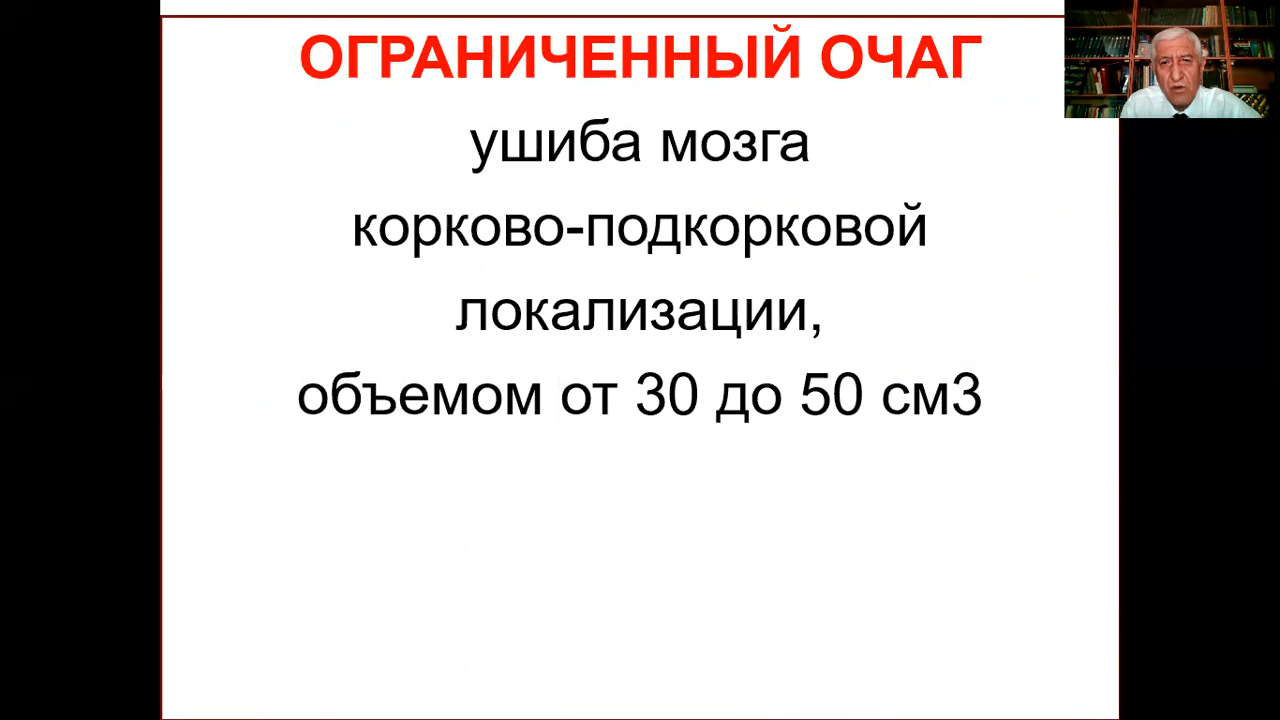 ОГРАНИЧЕННЫЙ ОЧАГ
ушиба мозга
корково-подкорковой
локализации,
объемом от 30 до 50 см3